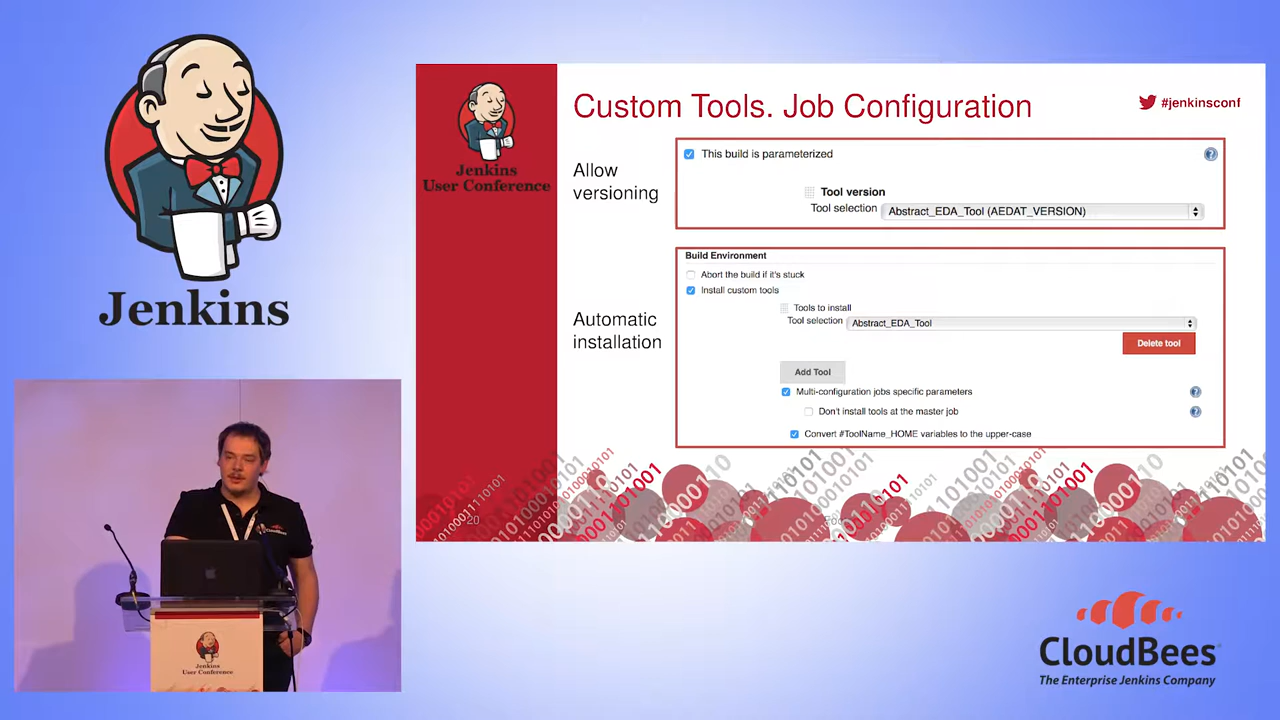 Jenkins
Jenkins
User Conference
Custom Tools. Job Configuration
#jenkinsconf
Allow
versioning
This build is parameterized
Tool version
Tool selection
Abstract_EDA_Tool (AEDAT_VERSION)
Automatic
installation
Build Environment
Abort the build if it's stuck
Install custom tools
Tools to install
Tool selection
Abstract_EDA_Tool
Delete tool
Add Tool
Multi-configuration jobs specific parameters
Don't install tools at the master job
Convert #ToolName_HOME variables to the upper-case
20
CloudBees
Jenkins
User Conference
CloudBees
The Enterprise Jenkins Company